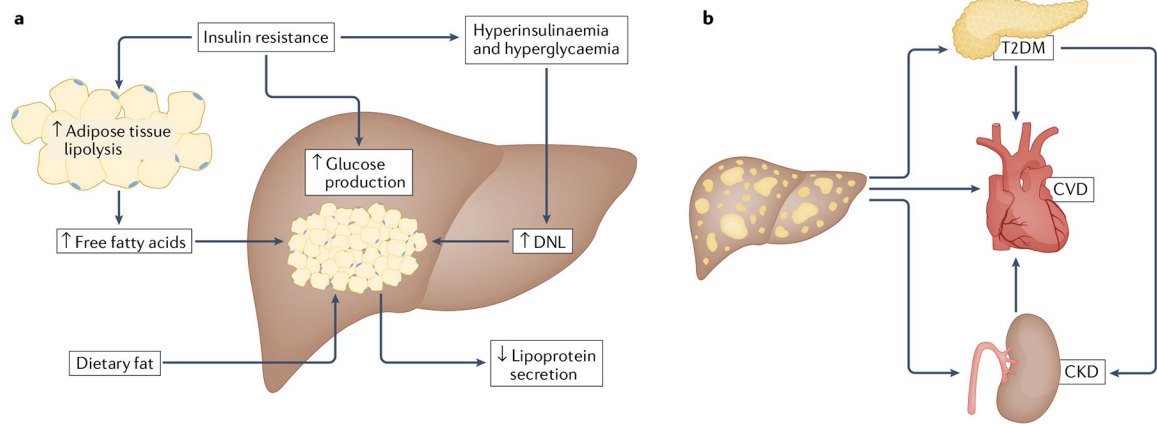 a
Insulin resistance
Hyperinsulinaemia
and hyperglycaemia
↑ Adipose tissue
lipolysis
↑ Glucose
production
↑ Free fatty acids
↑ DNL
Dietary fat
↓ Lipoprotein
secretion
b
T2DM
CVD
CKD